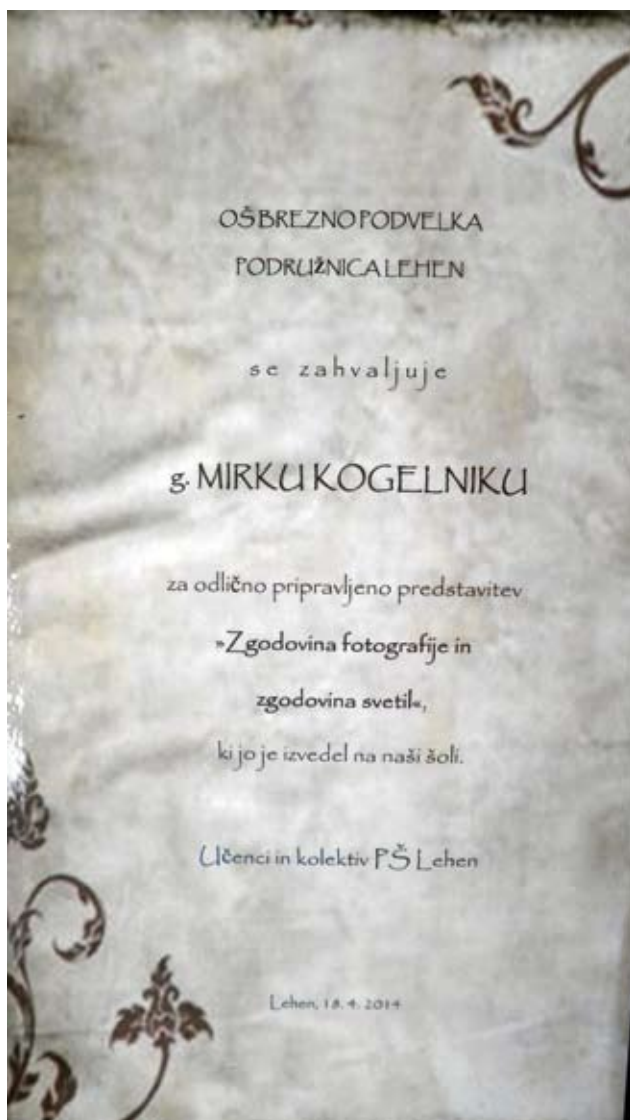 OŠ BREZNO PODVELKA
PODRUŽNICA LEHEN
se zahvaljuje
g. MIRKU KOGELNIKU
za odlično pripravljeno predstavitev
»Zgodovina fotografije in
zgodovina svetil«,
ki jo je izvedel na naši šoli.
Učenci in kolektiv PŠ Lehen
Lehen, 18. 4. 2014